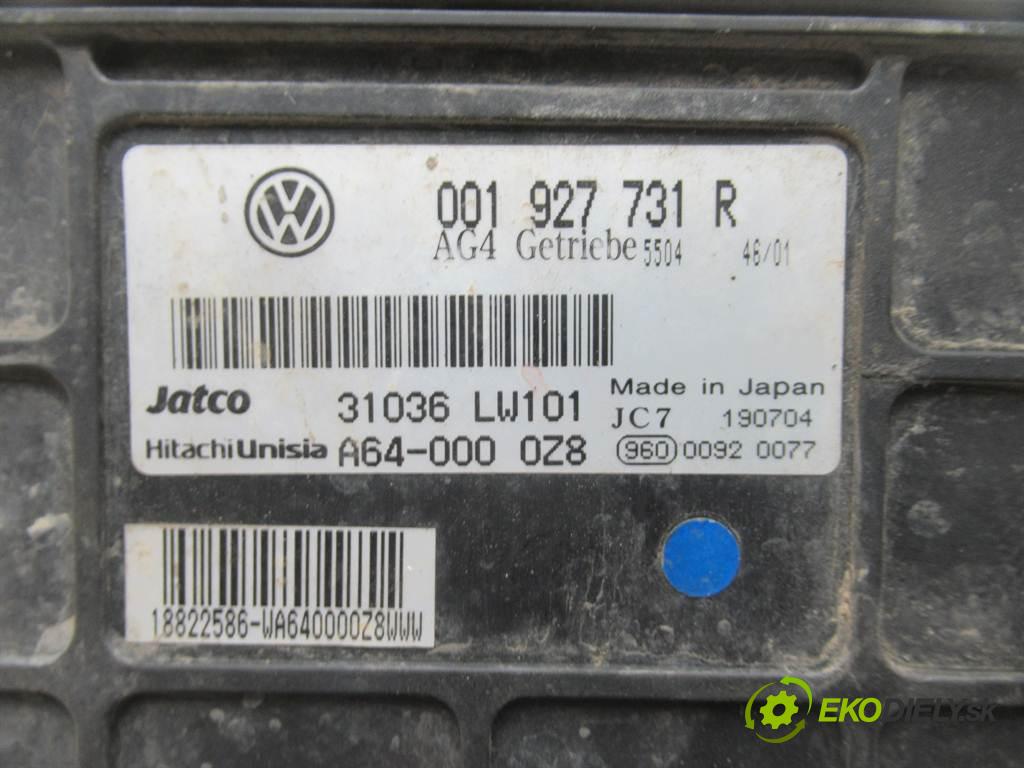 001 927 731 R
AG4 Getriebe 5504 46/01
Jatco 31036 LW101 Made in Japan
JC7 190704
HitachiUnisia A64-000 0Z8 960 0092 0077
18822586-WA640000Z8WWW
EKODIELY.SK